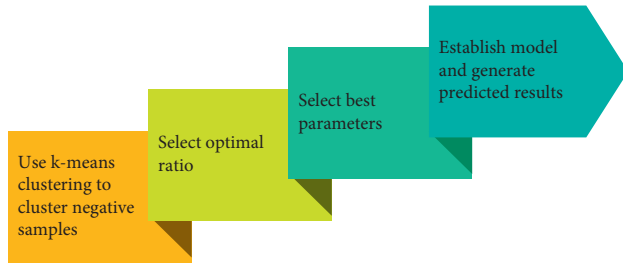 Use k-means
clustering to
cluster negative
samples
Select optimal
ratio
Select best
parameters
Establish model
and generate
predicted results